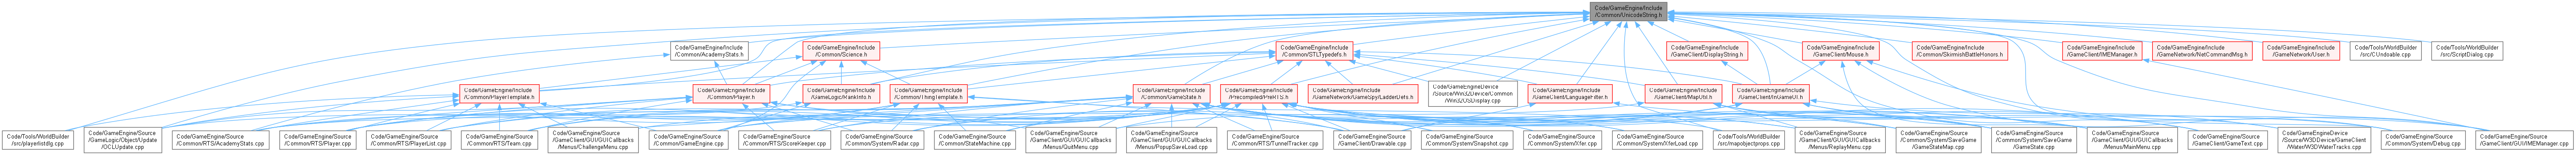 Code/GameEngine/Include
/Common/UnicodeString.h
Code/GameEngine/Include
/Common/AcademyStats.h
Code/GameEngine/Include
/Common/Science.h
Code/GameEngine/Include
/Common/STLTypedefs.h
Code/GameEngine/Include
/GameClient/DisplayString.h
Code/GameEngine/Include
/GameClient/Mouse.h
Code/GameEngine/Include
/Common/SkirmishBattleHonors.h
Code/GameEngine/Include
/GameClient/IMEManager.h
Code/GameEngine/Include
/GameNetwork/NetCommandMsg.h
Code/GameEngine/Include
/GameNetwork/User.h
Code/Tools/WorldBuilder
/src/CUndoable.cpp
Code/Tools/WorldBuilder
/src/ScriptDialog.cpp
Code/GameEngine/Include
/Common/PlayerTemplate.h
Code/GameEngine/Include
/Common/Player.h
Code/GameEngine/Include
/GameLogic/RankInfo.h
Code/GameEngine/Include
/Common/ThingTemplate.h
Code/GameEngine/Include
/Common/GameState.h
Code/GameEngine/Include
/Precompiled/PreRTS.h
Code/GameEngine/Include
/GameNetwork/GameSpy/LadderDefs.h
Code/GameEngineDevice
/Source/Win32Device/Common
/Win32OSDisplay.cpp
Code/GameEngine/Include
/GameClient/LanguageFilter.h
Code/GameEngine/Include
/GameClient/MapUtil.h
Code/GameEngine/Include
/GameClient/InGameUI.h
Code/Tools/WorldBuilder
/src/playerlistdlg.cpp
Code/GameEngine/Source
/GameLogic/Object/Update
/OCLUpdate.cpp
Code/GameEngine/Source
/Common/RTS/AcademyStats.cpp
Code/GameEngine/Source
/Common/RTS/Player.cpp
Code/GameEngine/Source
/Common/RTS/PlayerList.cpp
Code/GameEngine/Source
/Common/RTS/Team.cpp
Code/GameEngine/Source
/GameClient/GUI/GUICallbacks
/Menus/ChallengeMenu.cpp
Code/GameEngine/Source
/Common/GameEngine.cpp
Code/GameEngine/Source
/Common/RTS/ScoreKeeper.cpp
Code/GameEngine/Source
/Common/System/Radar.cpp
Code/GameEngine/Source
/Common/StateMachine.cpp
Code/GameEngine/Source
/GameClient/GUI/GUICallbacks
/Menus/QuitMenu.cpp
Code/GameEngine/Source
/GameClient/GUI/GUICallbacks
/Menus/PopupSaveLoad.cpp
Code/GameEngine/Source
/Common/RTS/TunnelTracker.cpp
Code/GameEngine/Source
/GameClient/Drawable.cpp
Code/GameEngine/Source
/Common/System/Snapshot.cpp
Code/GameEngine/Source
/Common/System/Xfer.cpp
Code/GameEngine/Source
/Common/System/XferLoad.cpp
Code/Tools/WorldBuilder
/src/mapobjectprops.cpp
Code/GameEngine/Source
/GameClient/GUI/GUICallbacks
/Menus/ReplayMenu.cpp
Code/GameEngine/Source
/Common/System/SaveGame
/GameStateMap.cpp
Code/GameEngine/Source
/Common/System/SaveGame
/GameState.cpp
Code/GameEngine/Source
/GameClient/GUI/GUICallbacks
/Menus/MainMenu.cpp
Code/GameEngine/Source
/GameClient/GameText.cpp
Code/GameEngineDevice
/Source/W3DDevice/GameClient
/Water/W3DWaterTracks.cpp
Code/GameEngine/Source
/Common/System/Debug.cpp
Code/GameEngine/Source
/GameClient/GUI/IMEManager.cpp